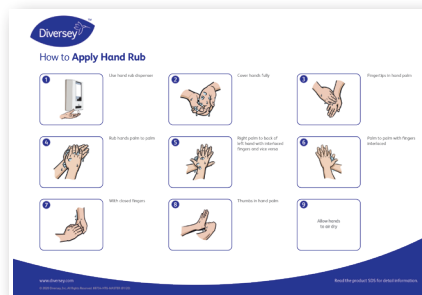 Diversey™
How to Apply Hand Rub
1
Use hand rub dispenser
2
Cover hands fully
3
Fingertips in hand palm
4
Rub hands palm to palm
5
Right palm to back of
left hand with interlaced
fingers and vice versa
6
Palm to palm with fingers
interlaced
7
With closed fingers
8
Thumbs in hand palm
9
Allow hands
to air dry
www.diversey.com
Read the product SDS for detail information.